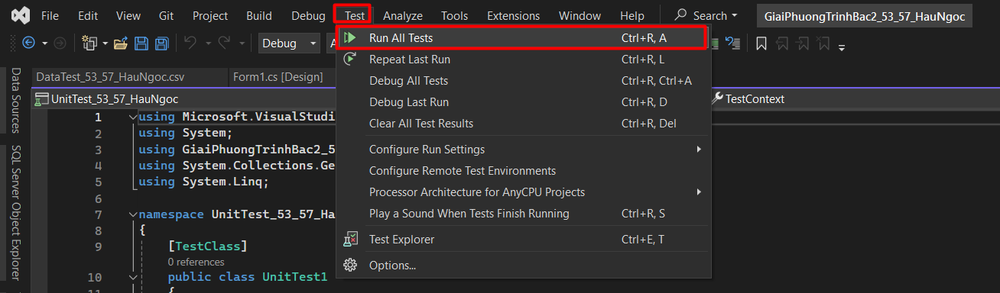 File Edit View Git Project Build Debug Test Analyze Tools Extensions Window Help Search GiaiPhuongTrinhBac2_53_57_HauNgoc
Debug
Run All Tests Ctrl+R, A
Repeat Last Run Ctrl+R, L
Debug All Tests Ctrl+R, Ctrl+A
Debug Last Run Ctrl+R, D
Clear All Test Results Ctrl+R, Del
Configure Run Settings
Configure Remote Test Environments
Processor Architecture for AnyCPU Projects
Play a Sound When Tests Finish Running Ctrl+R, S
Test Explorer Ctrl+E, T
Options...
Data Sources
SQL Server Object Explorer
DataTest_53_57_HauNgoc.csv Form1.cs [Design]
UnitTest_53_57_HauNgoc TestContext
1 using Microsoft.VisualStudi
2 using System;
3 using GiaiPhuongTrinhBac2_5
4 using System.Collections.Ge
5 using System.Linq;
6
7 namespace UnitTest_53_57_Ha
8 {
9 [TestClass]
0 references
10 public class UnitTest1
11 {